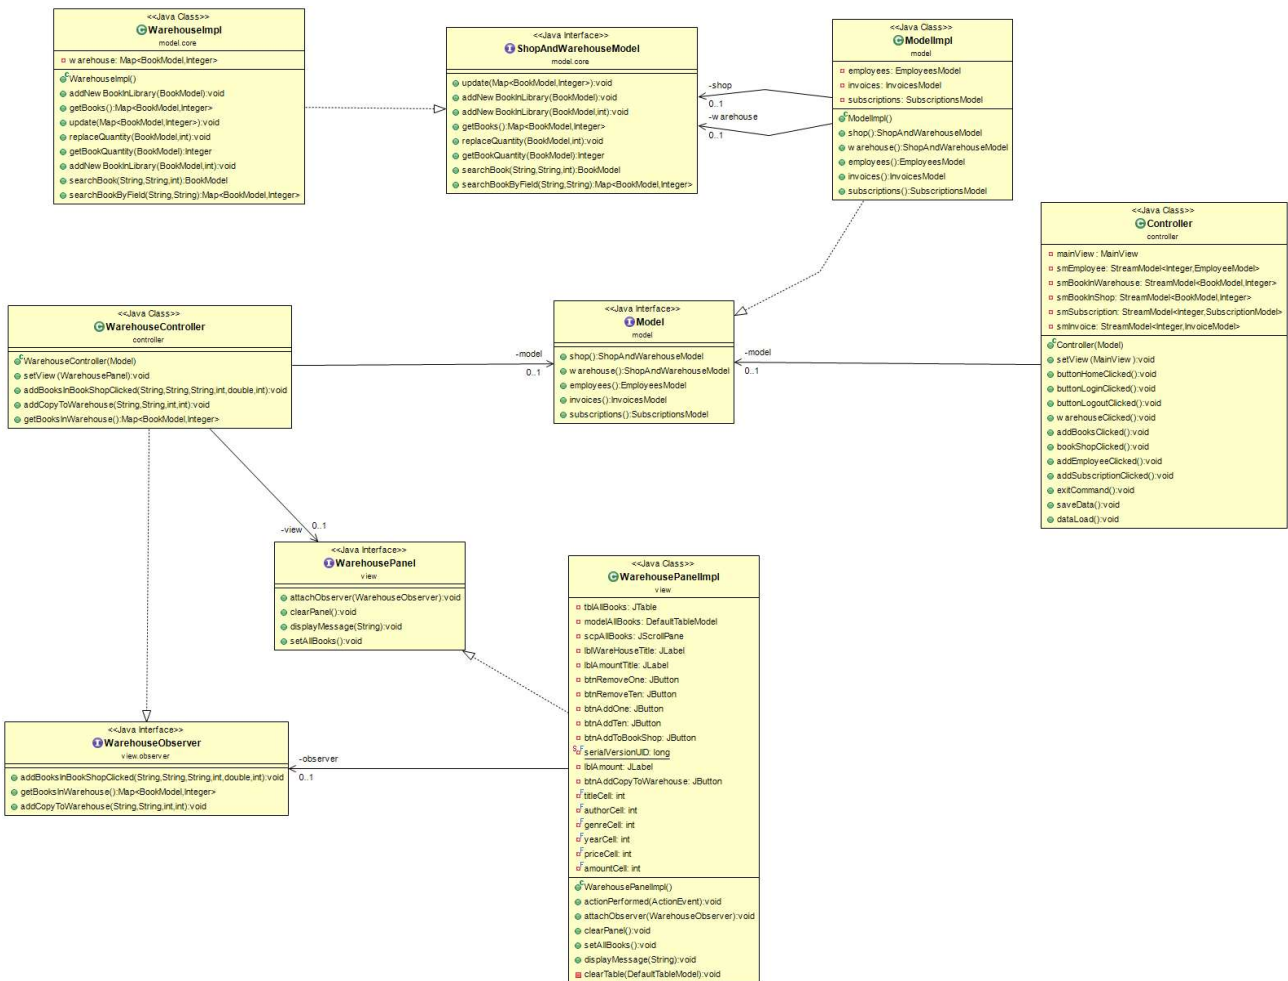 <<Java Class>>
WarehouseImpl
model.core
warehouse: Map<BookModel,Integer>
WarehouseImpl()
addNewBookInLibrary(BookModel):void
getBooks():Map<BookModel,Integer>
update(Map<BookModel,Integer>):void
replaceQuantity(BookModel,int):void
getBookQuantity(BookModel):Integer
addNewBookInLibrary(BookModel,int):void
searchBook(String,String,int):BookModel
searchBookByField(String,String):Map<BookModel,Integer>
<<Java Interface>>
ShopAndWarehouseModel
model.core
update(Map<BookModel,Integer>):void
addNewBookInLibrary(BookModel):void
addNewBookInLibrary(BookModel,int):void
getBooks():Map<BookModel,Integer>
replaceQuantity(BookModel,int):void
getBookQuantity(BookModel):Integer
searchBook(String,String,int):BookModel
searchBookByField(String,String):Map<BookModel,Integer>
-shop
0..1
-warehouse
0..1
<<Java Class>>
ModelImpl
model
employees: EmployeesModel
invoices: InvoicesModel
subscriptions: SubscriptionsModel
ModelImpl()
shop():ShopAndWarehouseModel
warehouse():ShopAndWarehouseModel
employees():EmployeesModel
invoices():InvoicesModel
subscriptions():SubscriptionsModel
<<Java Class>>
Controller
controller
mainView: MainView
smEmployee: StreamModel<Integer,EmployeeModel>
smBookInWarehouse: StreamModel<BookModel,Integer>
smBookInShop: StreamModel<BookModel,Integer>
smSubscription: StreamModel<Integer,SubscriptionModel>
smInvoice: StreamModel<Integer,InvoiceModel>
Controller(Model)
setView(MainView):void
buttonHomeClicked():void
buttonLoginClicked():void
buttonLogoutClicked():void
warehouseClicked():void
addBooksClicked():void
bookShopClicked():void
addEmployeeClicked():void
addSubscriptionClicked():void
exitCommand():void
saveData():void
dataLoad():void
<<Java Class>>
WarehouseController
controller
WarehouseController(Model)
setView(WarehousePanel):void
addBooksInBookShopClicked(String,String,String,int,double,int):void
addCopyToWarehouse(String,String,int,int):void
getBooksInWarehouse():Map<BookModel,Integer>
-model
0..1
<<Java Interface>>
Model
model
shop():ShopAndWarehouseModel
warehouse():ShopAndWarehouseModel
employees():EmployeesModel
invoices():InvoicesModel
subscriptions():SubscriptionsModel
-model
0..1
-view
0..1
<<Java Interface>>
WarehousePanel
view
attachObserver(WarehouseObserver):void
clearPanel():void
displayMessage(String):void
setAllBooks():void
<<Java Class>>
WarehousePanelImpl
view
tblAllBooks: JTable
modelAllBooks: DefaultTableModel
scpAllBooks: JScrollPane
lblWareHouseTitle: JLabel
lblAmountTitle: JLabel
btnRemoveOne: JButton
btnRemoveTen: JButton
btnAddOne: JButton
btnAddTen: JButton
btnAddToBookShop: JButton
serialVersionUID: long
lblAmount: JLabel
btnAddCopyToWarehouse: JButton
titleCell: int
authorCell: int
genreCell: int
yearCell: int
priceCell: int
amountCell: int
WarehousePanelImpl()
actionPerformed(ActionEvent):void
attachObserver(WarehouseObserver):void
clearPanel():void
setAllBooks():void
displayMessage(String):void
clearTable(DefaultTableModel):void
<<Java Interface>>
WarehouseObserver
view.observer
addBooksInBookShopClicked(String,String,String,int,double,int):void
getBooksInWarehouse():Map<BookModel,Integer>
addCopyToWarehouse(String,String,int,int):void
-observer
0..1